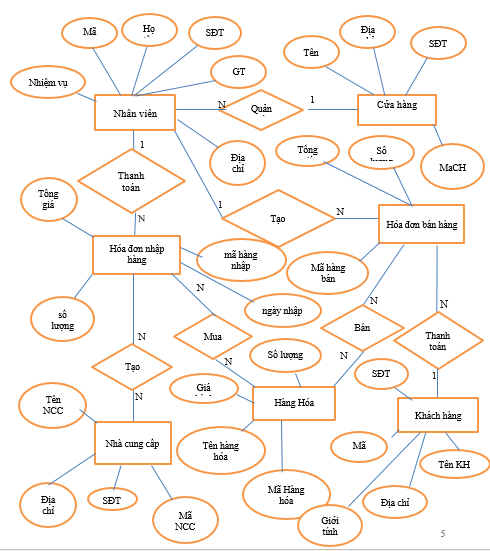 Mã
Họ
SĐT
Địa
SĐT
Tên
GT
Nhiệm vụ
N
1
Nhân viên
Quản
Cửa hàng
1
Tổng
Số
Địa
chỉ
MaCH
Thanh
toán
Tổng
giá
1
N
N
Tạo
Hóa đơn bán hàng
Hóa đơn nhập
hàng
mã hàng
nhập
Mã hàng
bán
N
ngày nhập
số
lượng
N
N
Bán
Thanh
toán
N
Mua
Số lượng
N
N
Tạo
SĐT
1
Giá
Tên
NCC
N
Hàng Hóa
Khách hàng
Nhà cung cấp
Tên hàng
hóa
Mã
Tên KH
Địa
chỉ
SĐT
Mã
NCC
Mã Hàng
hóa
Địa chỉ
Giới
tính
5